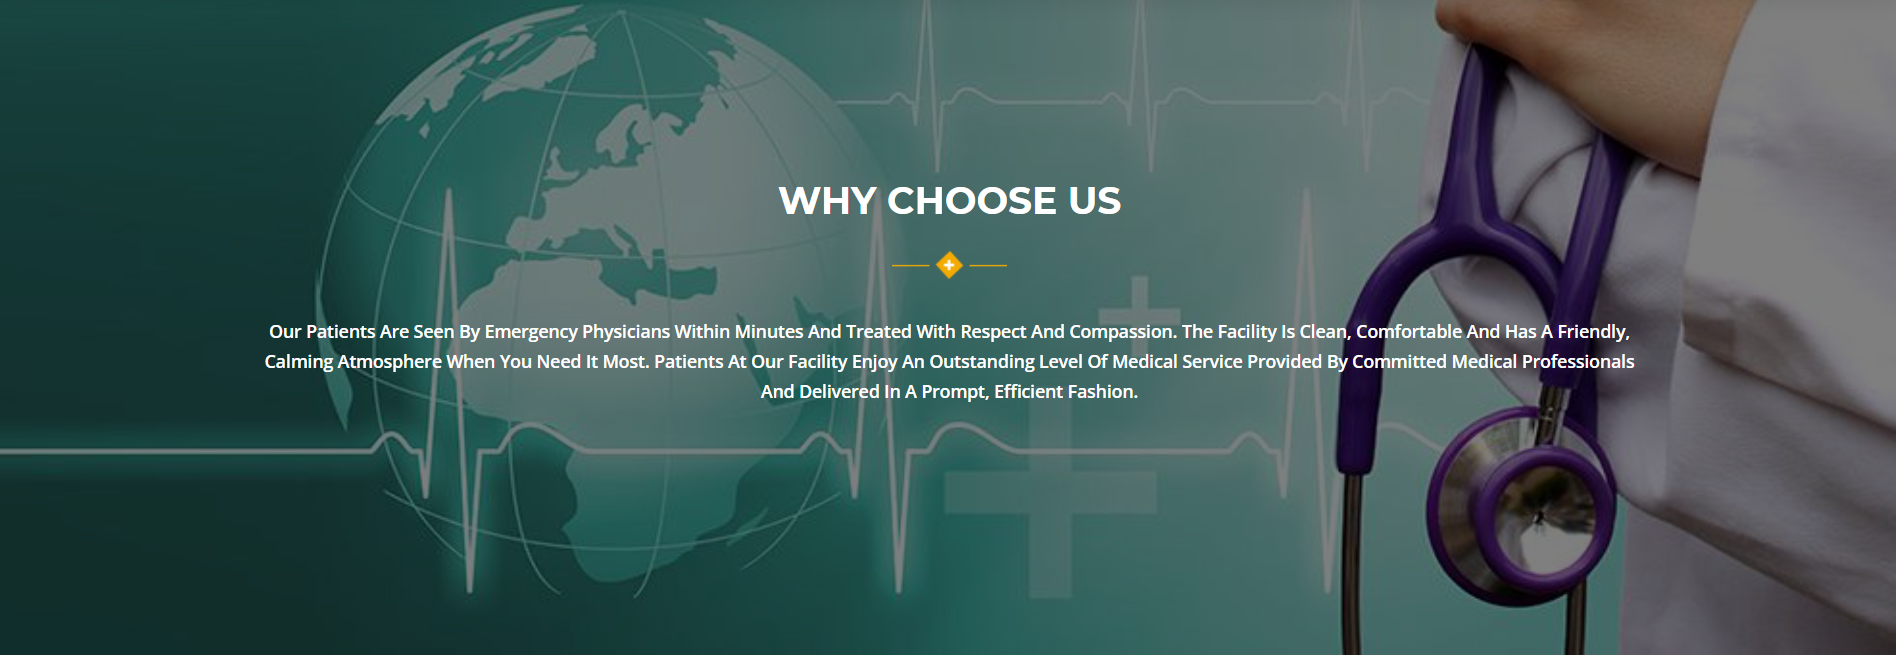 WHY CHOOSE US
Our Patients Are Seen By Emergency Physicians Within Minutes And Treated With Respect And Compassion. The Facility Is Clean, Comfortable And Has A Friendly,
Calming Atmosphere When You Need It Most. Patients At Our Facility Enjoy An Outstanding Level Of Medical Service Provided By Committed Medical Professionals
And Delivered In A Prompt, Efficient Fashion.